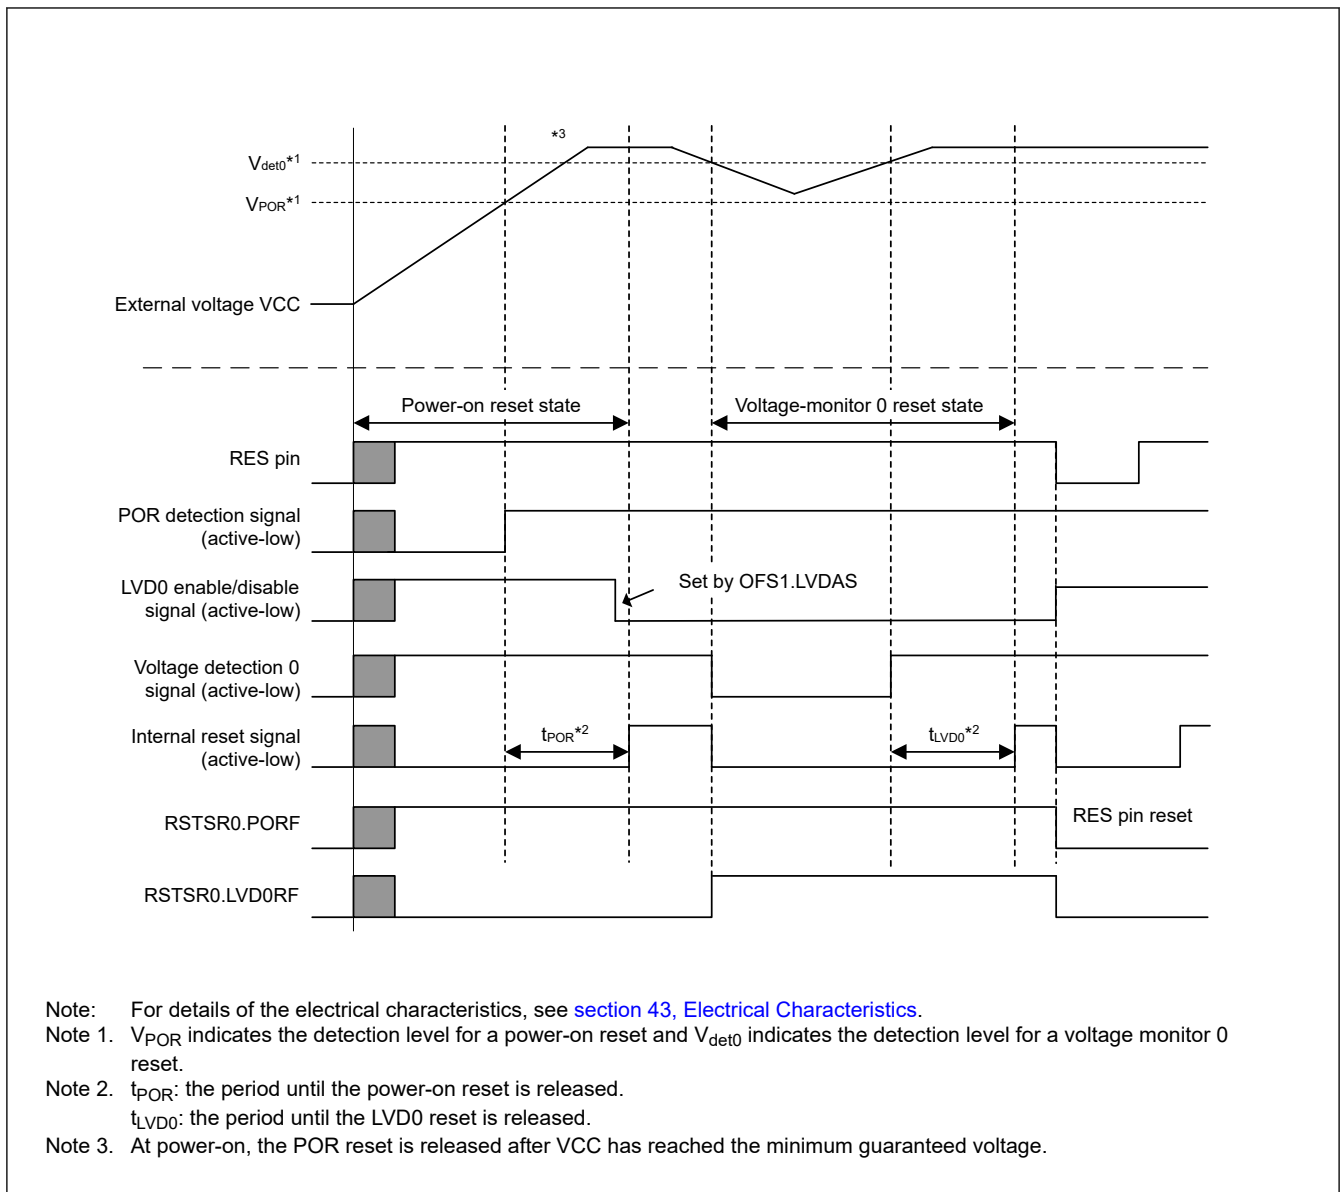 *3
Vdet0*1
VPOR*1
External voltage VCC
Power-on reset state
Voltage-monitor 0 reset state
RES pin
POR detection signal
(active-low)
LVD0 enable/disable
signal (active-low)
Set by OFS1.LVDAS
Voltage detection 0
signal (active-low)
Internal reset signal
(active-low)
tPOR*2
tLVD0*2
RSTSR0.PORF
RES pin reset
RSTSR0.LVD0RF
Note: For details of the electrical characteristics, see section 43, Electrical Characteristics.
Note 1. VPOR indicates the detection level for a power-on reset and Vdet0 indicates the detection level for a voltage monitor 0
reset.
Note 2. tPOR: the period until the power-on reset is released.
tLVD0: the period until the LVD0 reset is released.
Note 3. At power-on, the POR reset is released after VCC has reached the minimum guaranteed voltage.